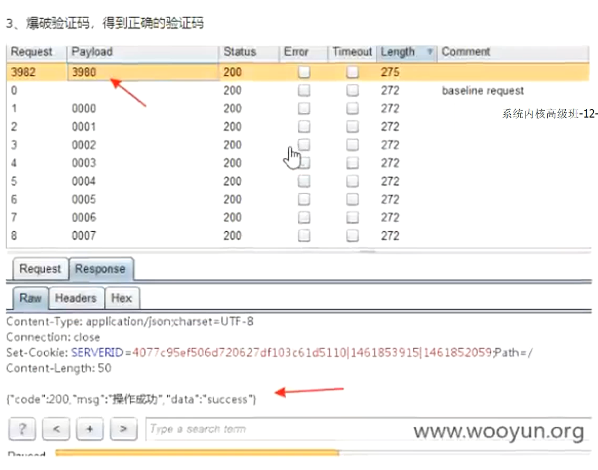 3、爆破验证码，得到正确的验证码
Request Payload Status Error Timeout Length Comment
3982 3980 200 275
0 200 272 baseline request
1 0000 200 272
系统内核高级班-12-
2 0001 200 272
3 0002 200 272
4 0003 200 272
5 0004 200 272
6 0005 200 272
7 0006 200 272
8 0007 200 272
Request Response
Raw Headers Hex
Content-Type: application/json;charset=UTF-8
Connection: close
Set-Cookie: SERVERID=4077c95ef506d720627df103c61d5110|1461853915|1461852059;Path=/
Content-Length: 50
{"code":200,"msg":"操作成功","data":"success"}
? < + > Type a search term
www.wooyun.org